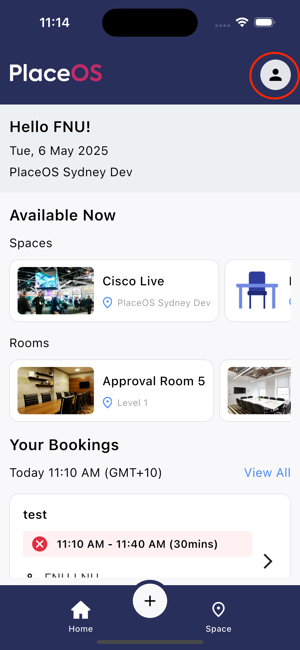 11:14
PlaceOS
Hello FNU!
Tue, 6 May 2025
PlaceOS Sydney Dev
Available Now
Spaces
Cisco Live
PlaceOS Sydney Dev
Rooms
Approval Room 5
Level 1
Your Bookings
Today 11:10 AM (GMT+10)
View All
test
11:10 AM - 11:40 AM (30mins)
FNU LNU
Home
Space